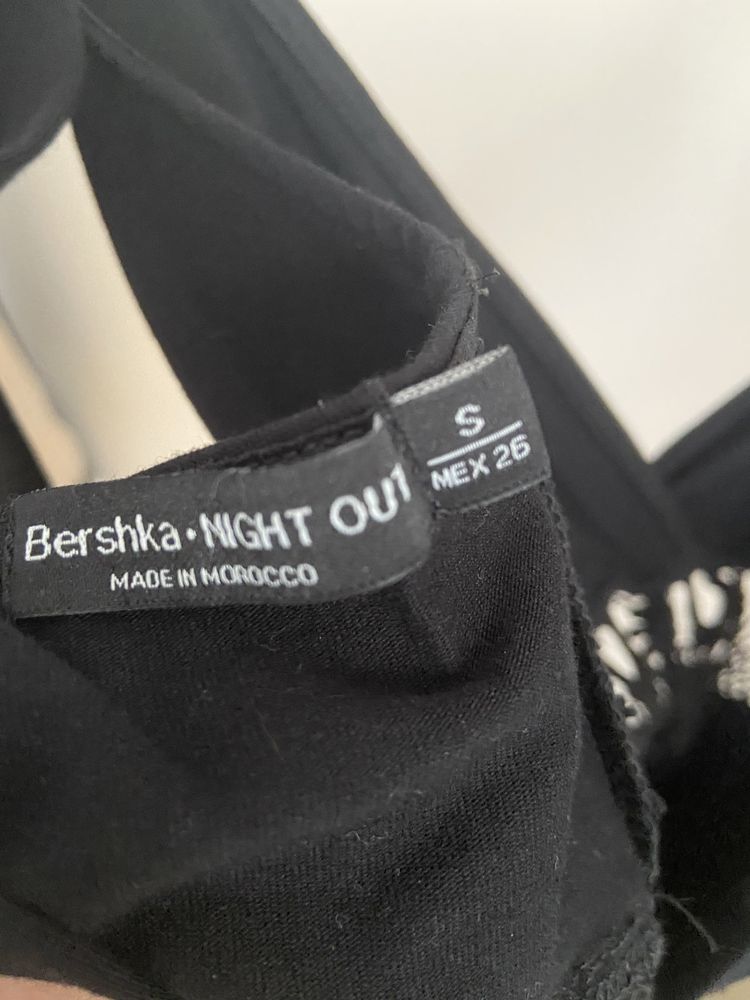 Bershka • NIGHT OUT
MADE IN MOROCCO
S
MEX 26